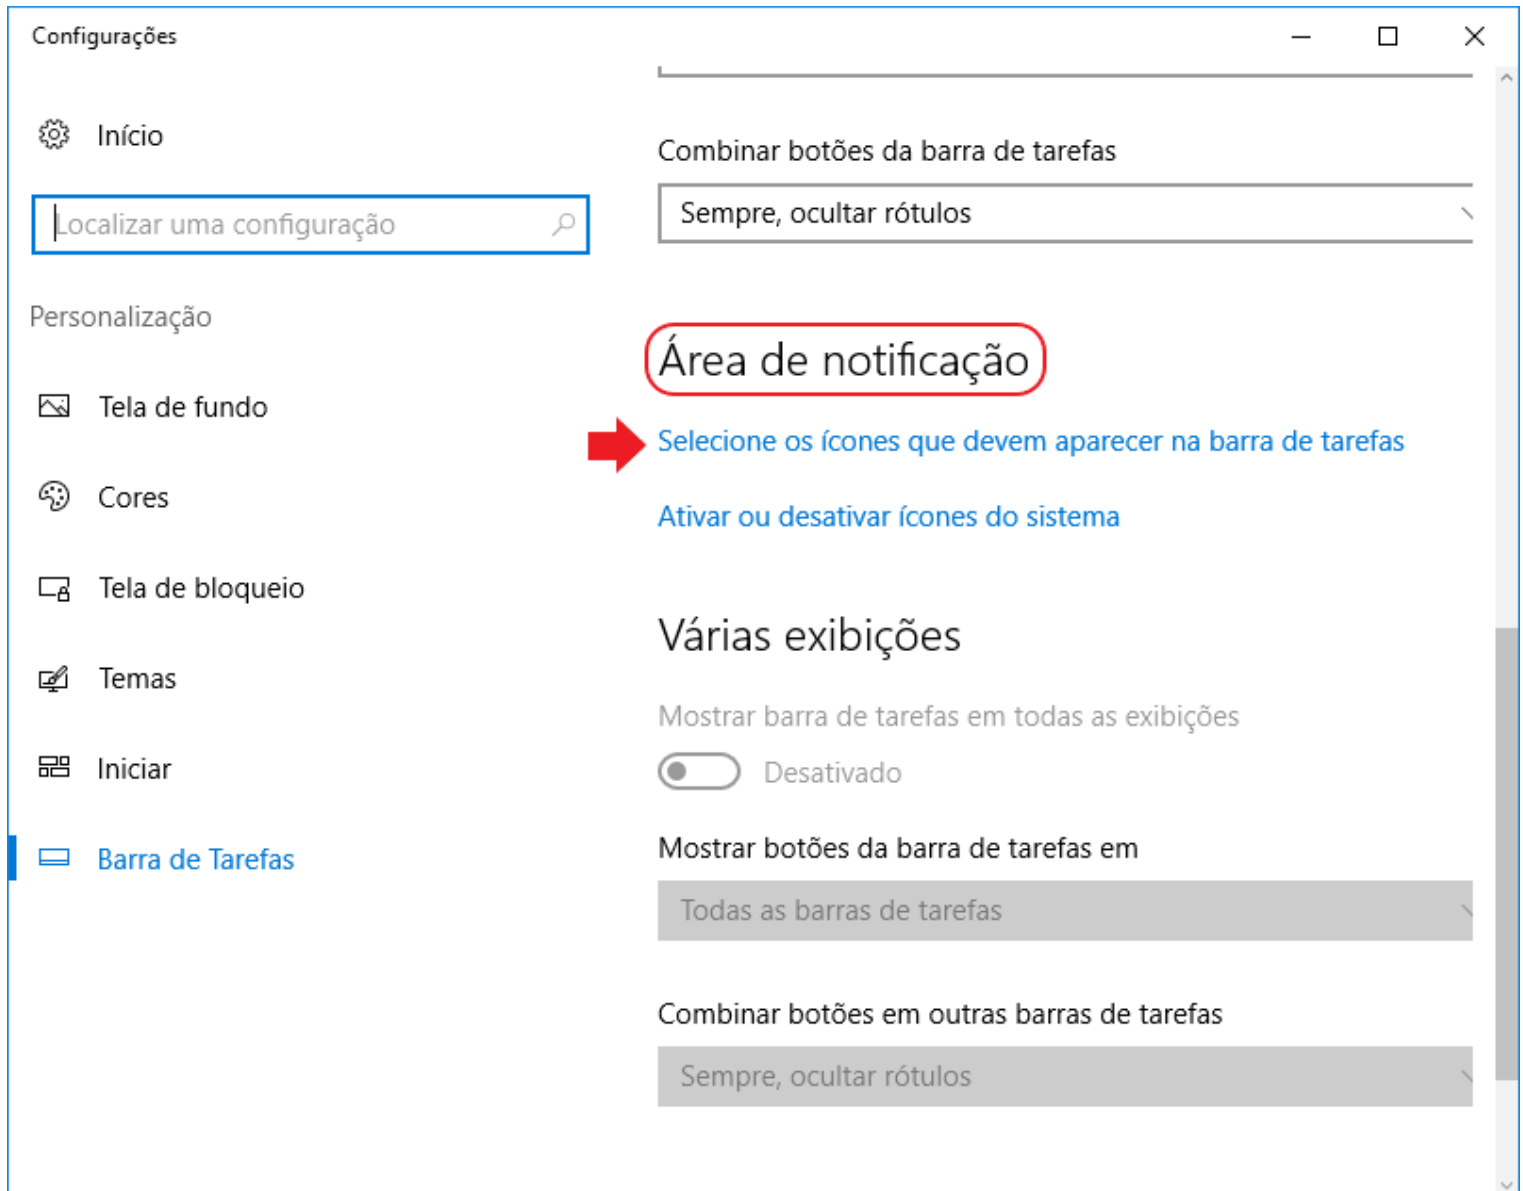 Configurações
Início
Localizar uma configuração
Personalização
Tela de fundo
Cores
Tela de bloqueio
Temas
Iniciar
Barra de Tarefas
Combinar botões da barra de tarefas
Sempre, ocultar rótulos
Área de notificação
Selecione os ícones que devem aparecer na barra de tarefas
Ativar ou desativar ícones do sistema
Várias exibições
Mostrar barra de tarefas em todas as exibições
Desativado
Mostrar botões da barra de tarefas em
Todas as barras de tarefas
Combinar botões em outras barras de tarefas
Sempre, ocultar rótulos